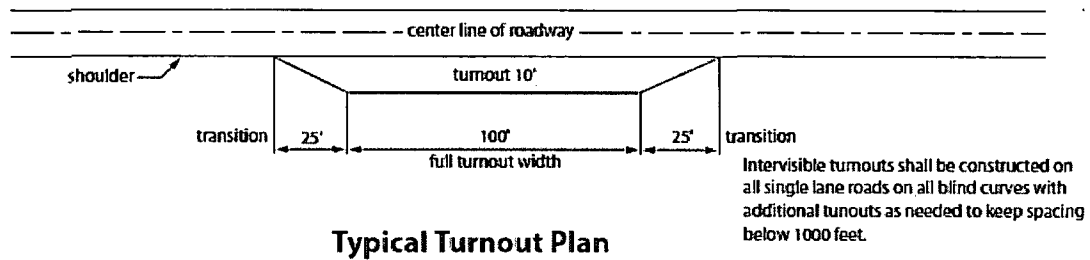 center line of roadway
shoulder
turnout 10'
transition
25'
100'
25'
transition
full turnout width
Intervisible turnouts shall be constructed on
all single lane roads on all blind curves with
additional tunouts as needed to keep spacing
below 1000 feet.
Typical Turnout Plan